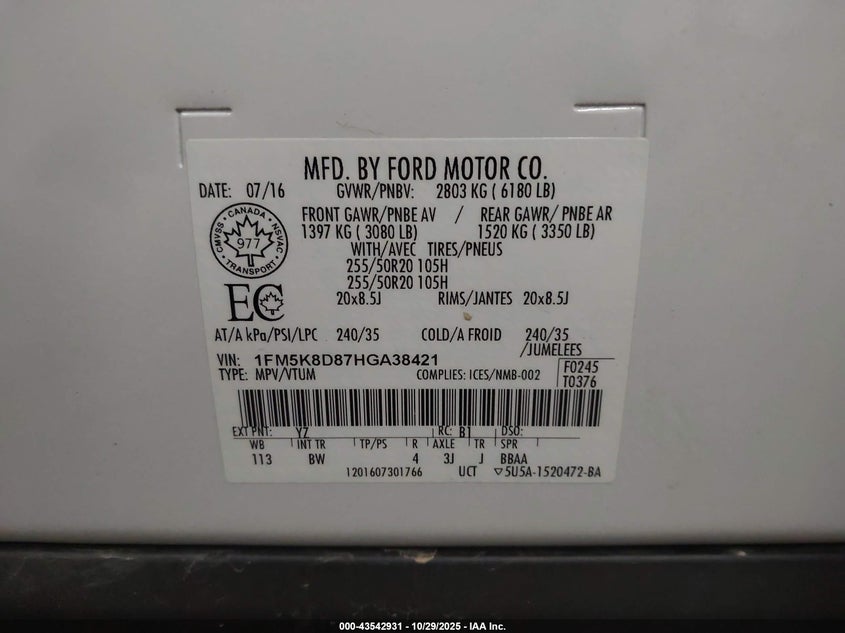 MFD. BY FORD MOTOR CO.
DATE: 07/16 GVWR/PNBV: 2803 KG ( 6180 LB)
FRONT GAWR/PNBE AV / REAR GAWR/ PNBE AR
1397 KG ( 3080 LB) 1520 KG ( 3350 LB)
WITH/AVEC TIRES/PNEUS
255/50R20 105H
255/50R20 105H
20x8.5J RIMS/JANTES 20x8.5J
CANADA
CMVSS NSVAC
977
TRANSPORT
EC
AT/A kPa/PSI/LPC 240/35 COLD/A FROID 240/35
/JUMELEES
VIN: 1FM5K8D87HGA38421 F0245
TYPE: MPV/VTUM COMPLIES: ICES/NMB-002 T0376
EXT PNT: YZ RC: B1 DSO:
WB INT TR TP/PS R AXLE TR SPR
113 BW 4 3J J BBAA
1201607301766 UCT ▽5U5A-1520472-BA
000-43542931 - 10/29/2025 - IAA Inc.